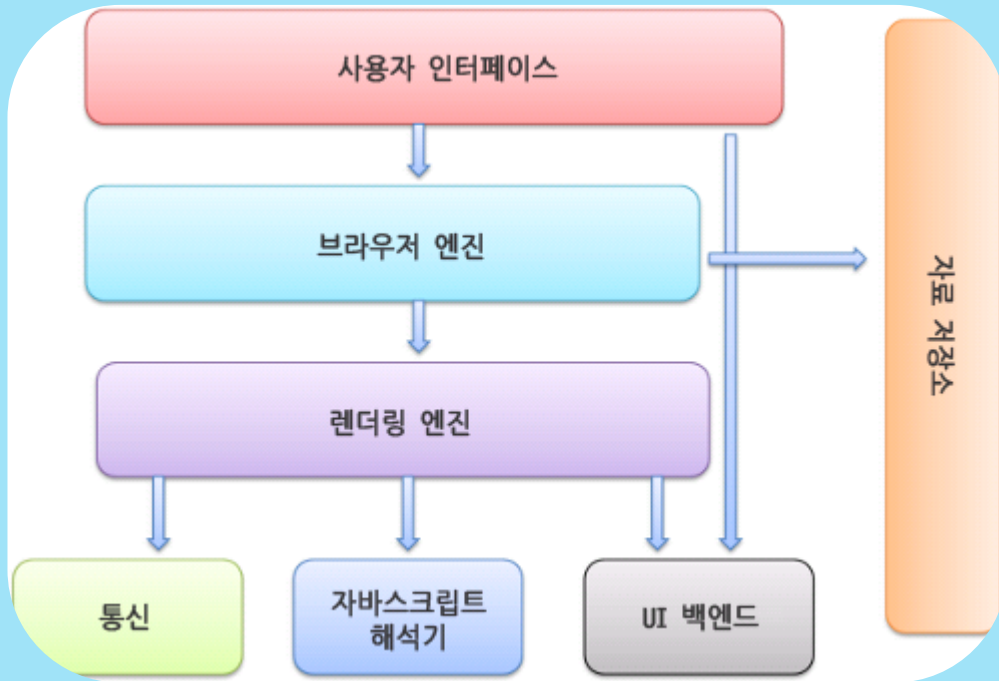 사용자 인터페이스
브라우저 엔진
자료 저장소
렌더링 엔진
통신
자바스크립트
해석기
UI 백엔드